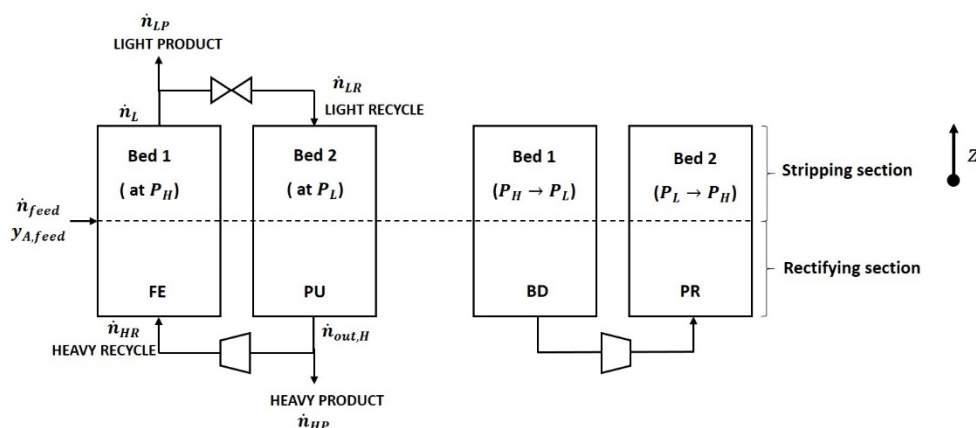 ṅ_LP
LIGHT PRODUCT
ṅ_L
ṅ_LR
LIGHT RECYCLE
Bed 1
( at P_H)
Bed 2
( at P_L)
Bed 1
(P_H → P_L)
Bed 2
(P_L → P_H)
Z
Stripping section
ṅ_feed
y_A,feed
Rectifying section
FE
PU
BD
PR
ṅ_HR
HEAVY RECYCLE
ṅ_out,H
HEAVY PRODUCT
ṅ_HP